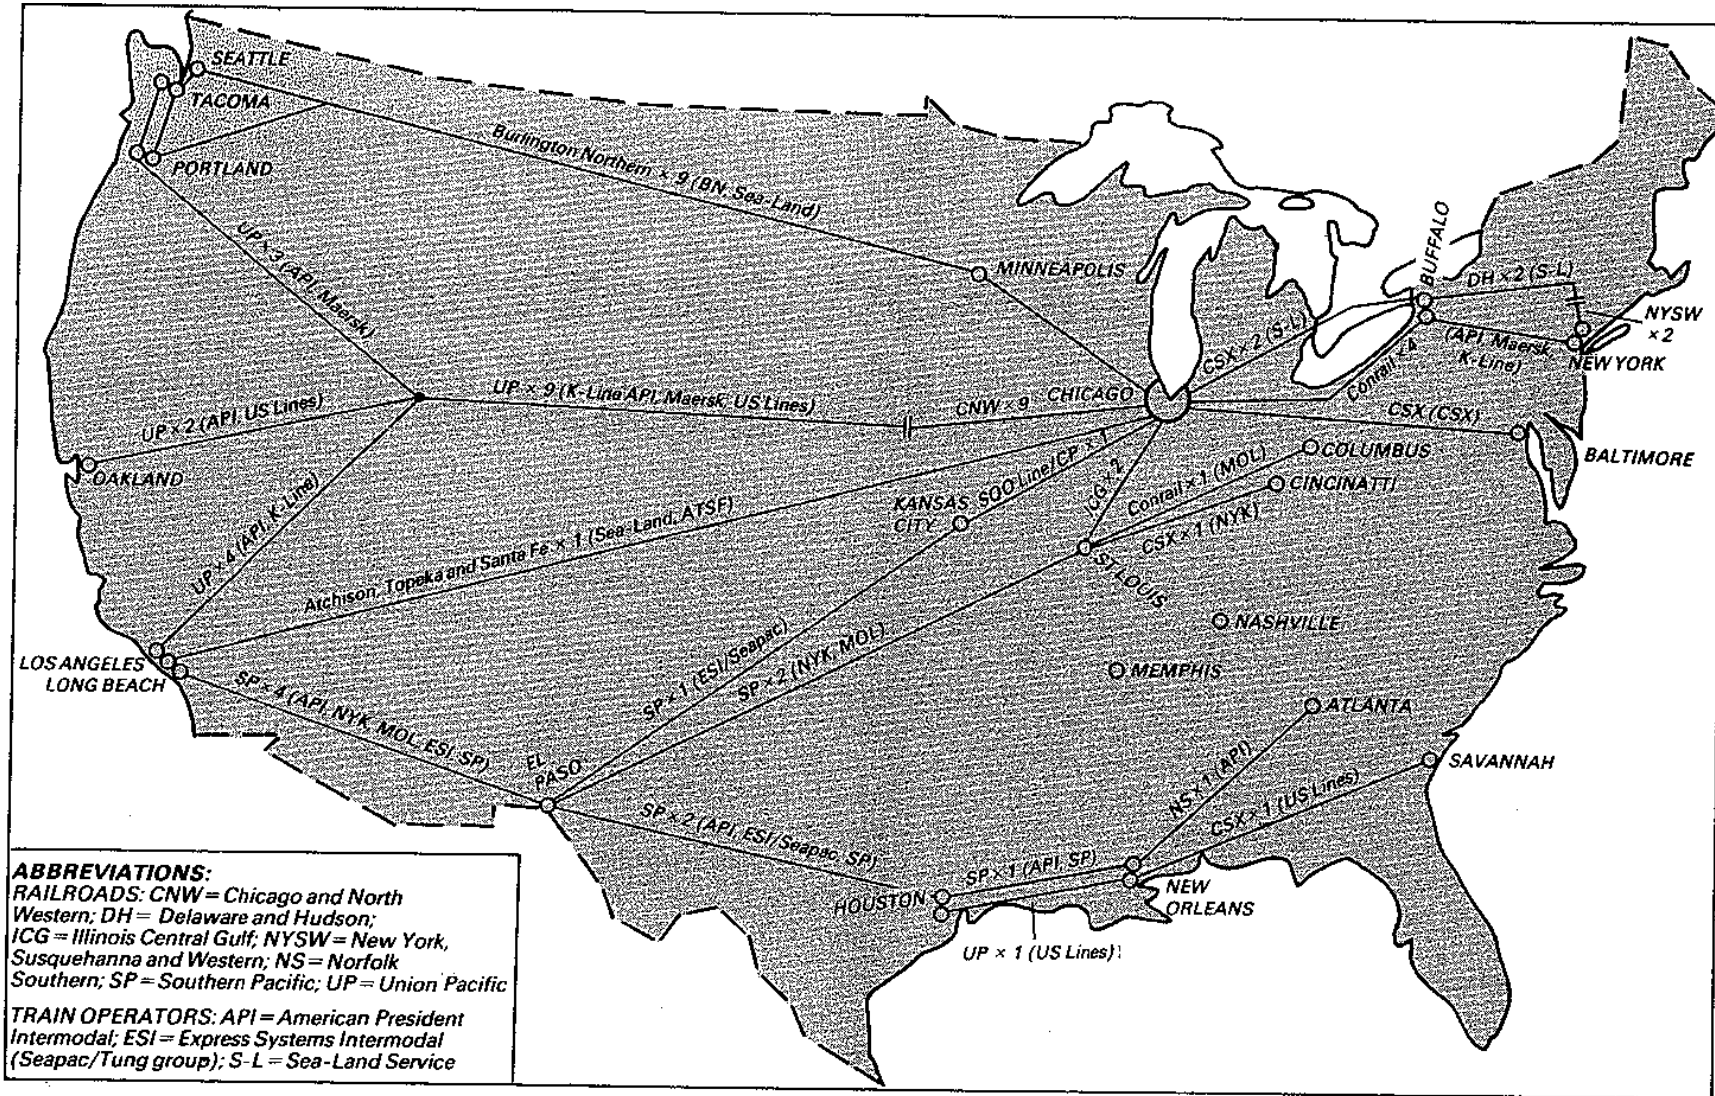 SEATTLE
TACOMA
PORTLAND
Burlington Northern × 9 (BN, Sea-Land)
UP × 3 (API, Maersk)
MINNEAPOLIS
BUFFALO
DH × 2 (S-L)
NYSW
× 2
CSX × 2 (S-L)
(API, Maersk,
K-Line)
NEW YORK
Conrail × 4
UP × 9 (K-Line API, Maersk, US Lines)
CNW × 9
CHICAGO
CSX (CSX)
BALTIMORE
UP × 2 (API, US Lines)
OAKLAND
UP × 4 (API, K-Line)
Atchison, Topeka and Santa Fe × 1 (Sea-Land, ATSF)
KANSAS
CITY
SOO Line/CP × 1
ICG × 2
Conrail × 1 (MOL)
COLUMBUS
CSX × 1 (NYK)
CINCINATTI
ST LOUIS
NASHVILLE
MEMPHIS
ATLANTA
SAVANNAH
LOS ANGELES
LONG BEACH
SP × 4 (API, NYK, MOL, ESI, SP)
SP × 1 (ESI/Seapac)
SP × 2 (NYK, MOL)
EL
PASO
SP × 2 (API, ESI/Seapac, SP)
NS × 1 (API)
CSX × 1 (US Lines)
SP × 1 (API, SP)
HOUSTON
NEW
ORLEANS
UP × 1 (US Lines)
ABBREVIATIONS:
RAILROADS: CNW = Chicago and North
Western; DH = Delaware and Hudson;
ICG = Illinois Central Gulf; NYSW = New York,
Susquehanna and Western; NS = Norfolk
Southern; SP = Southern Pacific; UP = Union Pacific
TRAIN OPERATORS: API = American President
Intermodal; ESI = Express Systems Intermodal
(Seapac/Tung group); S-L = Sea-Land Service